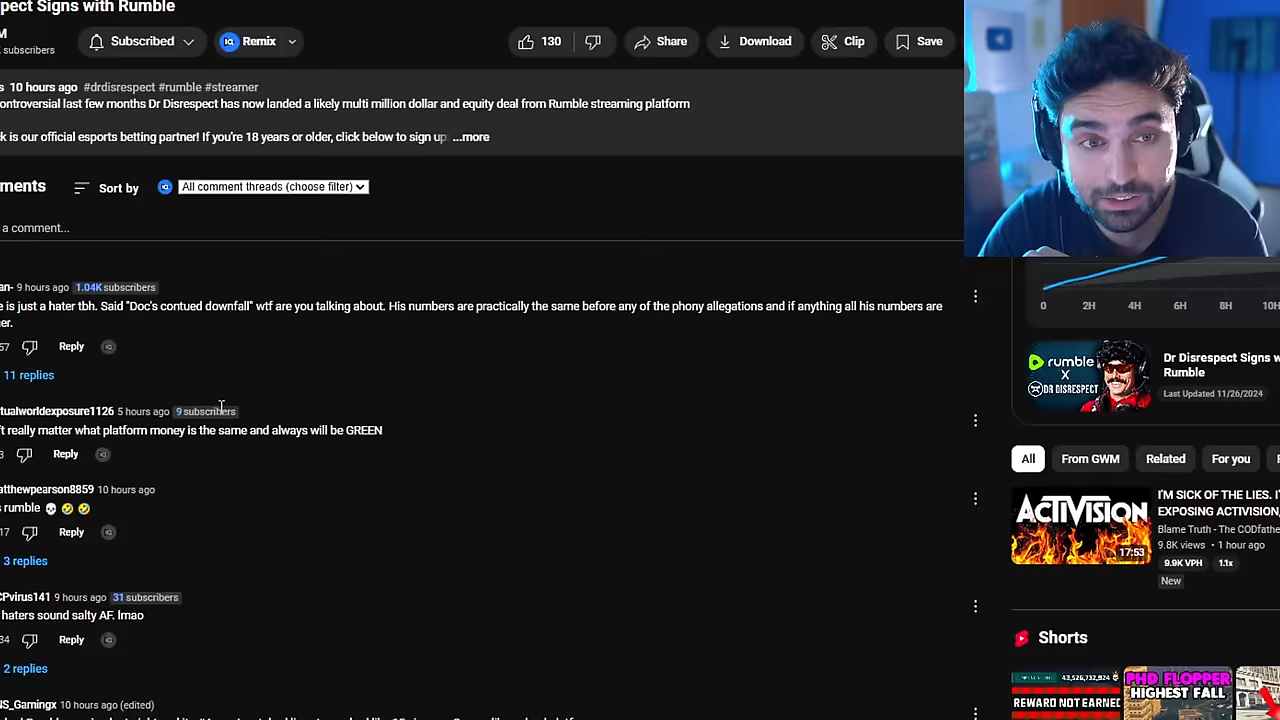 pect Signs with Rumble
M
subscribers
Subscribed
Remix
130
Share
Download
Clip
Save
s 10 hours ago #drdisrespect #rumble #streamer
ontroversial last few months Dr Disrespect has now landed a likely multi million dollar and equity deal from Rumble streaming platform
k is our official esports betting partner! If you're 18 years or older, click below to sign up ...more
ments
Sort by
All comment threads (choose filter)
a comment...
an- 9 hours ago 1.04K subscribers
e is just a hater tbh. Said "Doc's contued downfall" wtf are you talking about. His numbers are practically the same before any of the phony allegations and if anything all his numbers are
er.
57
Reply
11 replies
tualworldexposure1126 5 hours ago 9 subscribers
't really matter what platform money is the same and always will be GREEN
3
Reply
atthewpearson8859 10 hours ago
s rumble 💀 🤣 🤣
17
Reply
3 replies
CPvirus141 9 hours ago 31 subscribers
haters sound salty AF. lmao
34
Reply
2 replies
NS_Gamingx 10 hours ago (edited)
0 2H 4H 6H 8H 10H
rumble
X
DR DISRESPECT
Dr Disrespect Signs w
Rumble
Last Updated 11/26/2024
All
From GWM
Related
For you
ACTIVISION
17:53
I'M SICK OF THE LIES. I'
EXPOSING ACTIVISION,
Blame Truth - The CODfathe
9.8K views • 1 hour ago
9.9K VPH
1.1x
New
Shorts
43,526,732,924
REWARD NOT EARNED
PHD FLOPPER
HIGHEST FALL